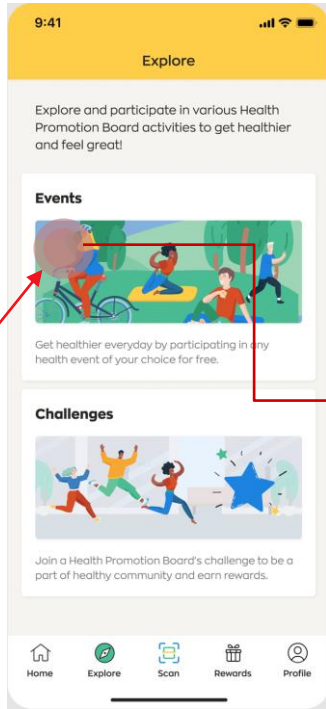 9:41
Explore
Explore and participate in various Health
Promotion Board activities to get healthier
and feel great!
Events
Get healthier everyday by participating in any
health event of your choice for free.
Challenges
Join a Health Promotion Board's challenge to be a
part of healthy community and earn rewards.
Home Explore Scan Rewards Profile